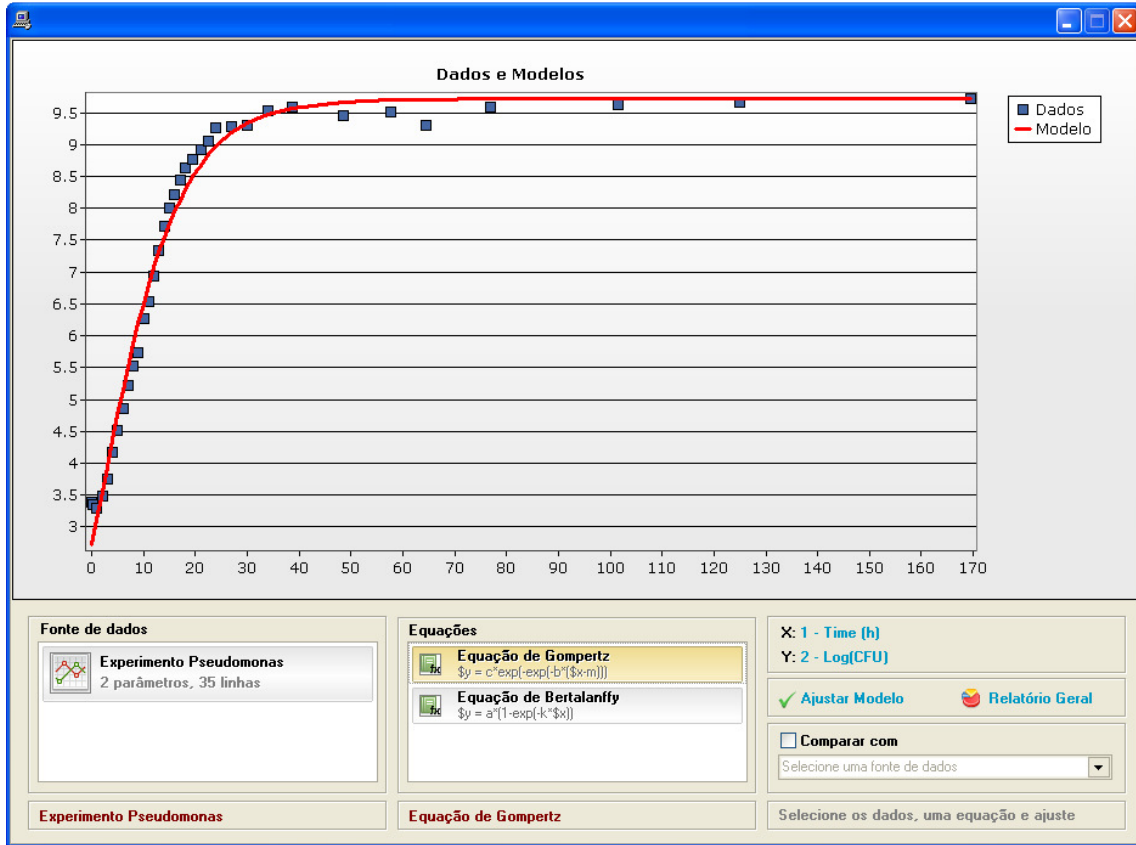 Dados e Modelos
9.5
9
8.5
8
7.5
7
6.5
6
5.5
5
4.5
4
3.5
3
0 10 20 30 40 50 60 70 80 90 100 110 120 130 140 150 160 170
Dados
Modelo
Fonte de dados
Experimento Pseudomonas
2 parâmetros, 35 linhas
Experimento Pseudomonas
Equações
Equação de Gompertz
$y = c*exp(-exp(-b*($x-m)))
Equação de Bertalanffy
$y = a*(1-exp(-k*$x))
Equação de Gompertz
X: 1 - Time (h)
Y: 2 - Log(CFU)
Ajustar Modelo
Relatório Geral
Comparar com
Selecione uma fonte de dados
Selecione os dados, uma equação e ajuste